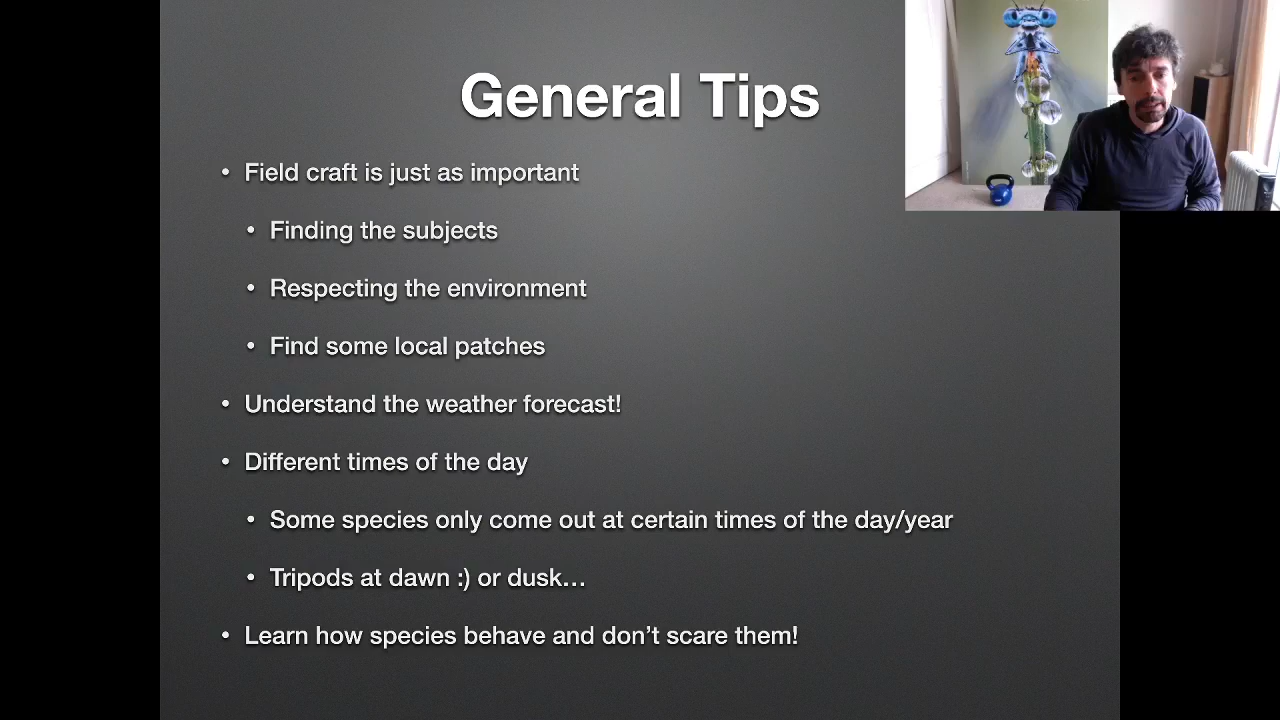 General Tips
• Field craft is just as important
• Finding the subjects
• Respecting the environment
• Find some local patches
• Understand the weather forecast!
• Different times of the day
• Some species only come out at certain times of the day/year
• Tripods at dawn :) or dusk…
• Learn how species behave and don’t scare them!